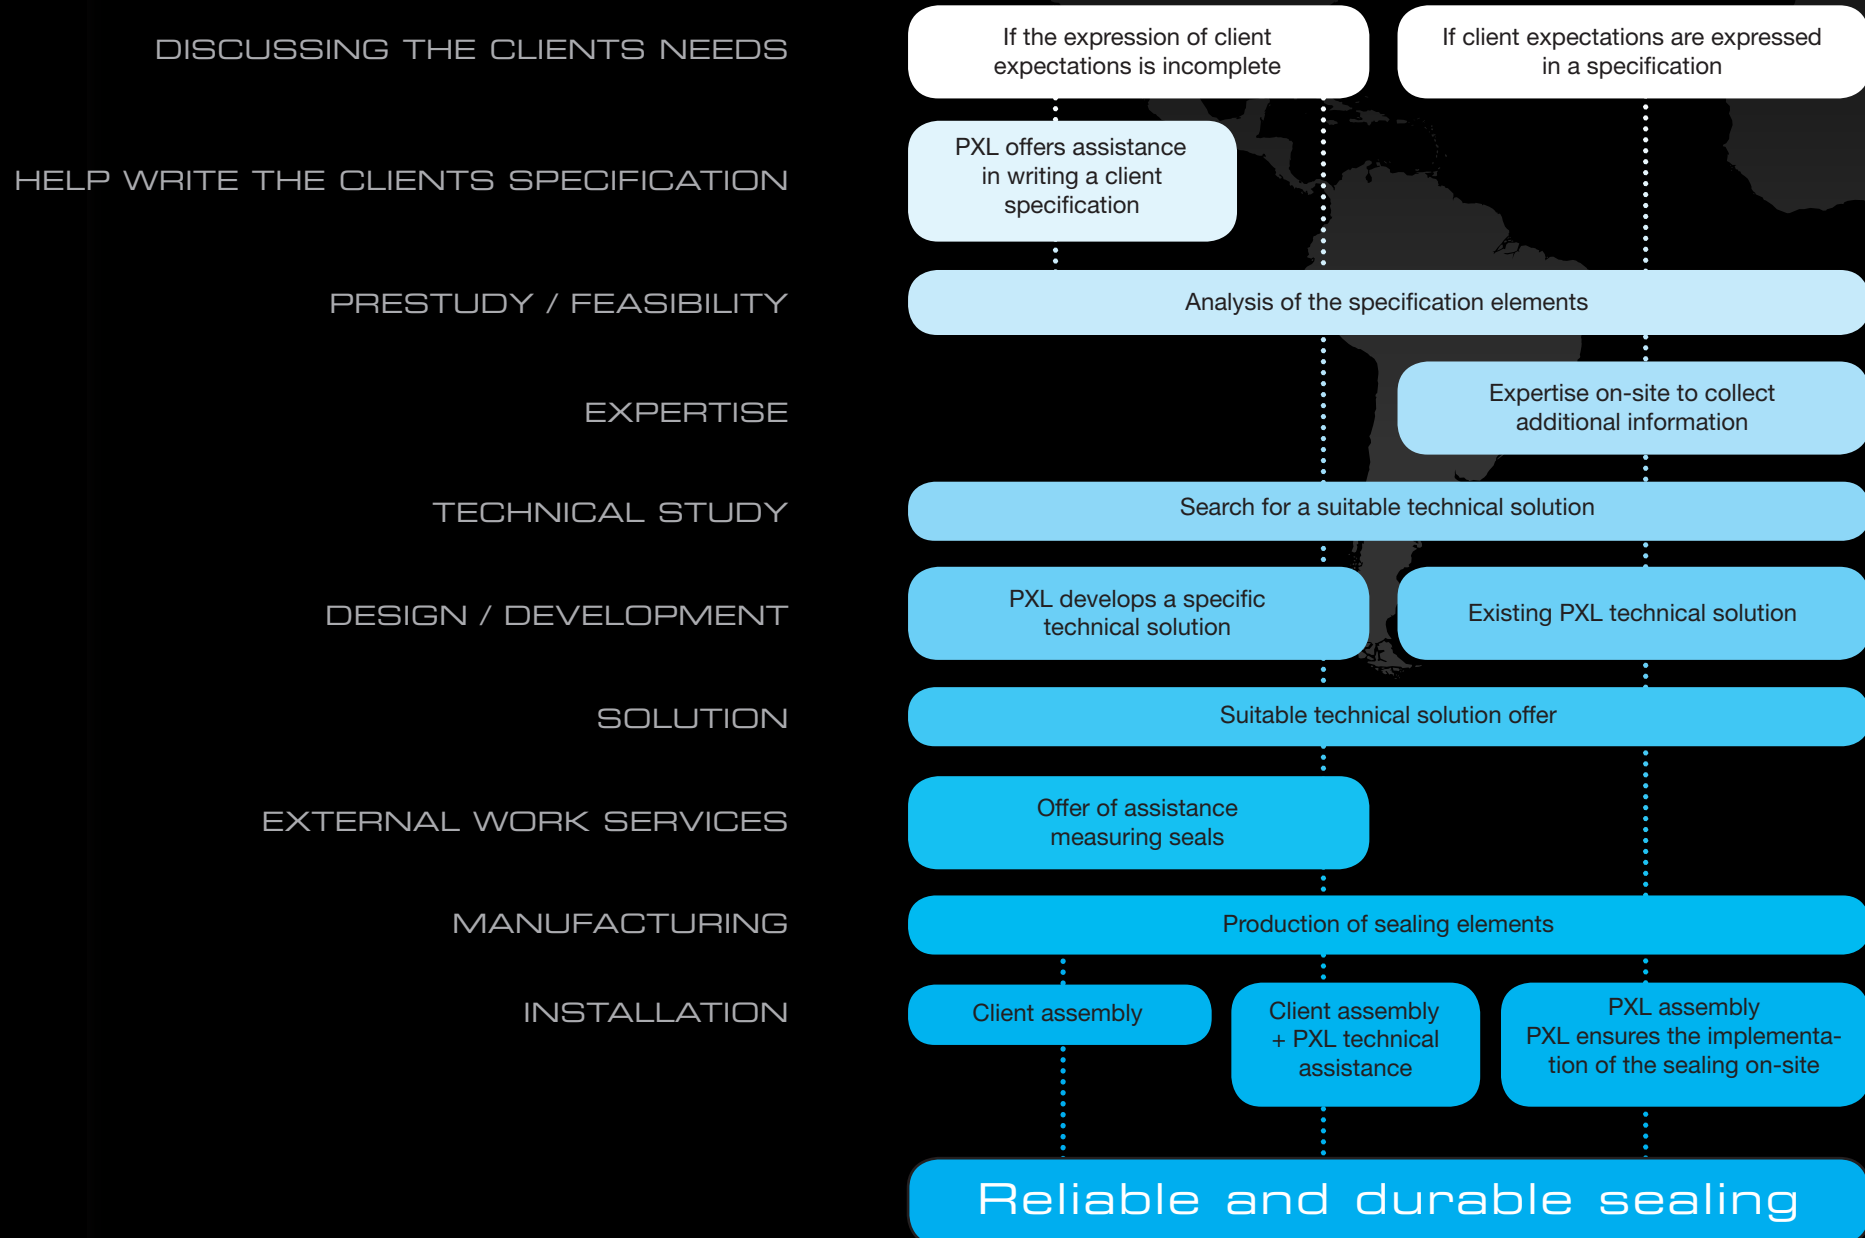 DISCUSSING THE CLIENTS NEEDS
If the expression of client
expectations is incomplete
If client expectations are expressed
in a specification
HELP WRITE THE CLIENTS SPECIFICATION
PXL offers assistance
in writing a client
specification
PRESTUDY / FEASIBILITY
Analysis of the specification elements
EXPERTISE
Expertise on-site to collect
additional information
TECHNICAL STUDY
Search for a suitable technical solution
DESIGN / DEVELOPMENT
PXL develops a specific
technical solution
Existing PXL technical solution
SOLUTION
Suitable technical solution offer
EXTERNAL WORK SERVICES
Offer of assistance
measuring seals
MANUFACTURING
Production of sealing elements
INSTALLATION
Client assembly
Client assembly
+ PXL technical
assistance
PXL assembly
PXL ensures the implementa-
tion of the sealing on-site
Reliable and durable sealing